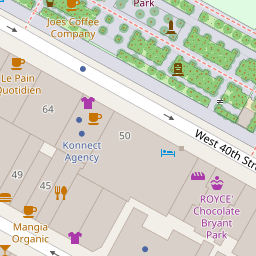 Park
Joes Coffee
Company
Le Pain
Quotidien
64
50
Konnect
Agency
West 40th Stre
49
45
ROYCE'
Chocolate
Bryant
Park
Mangia
Organic